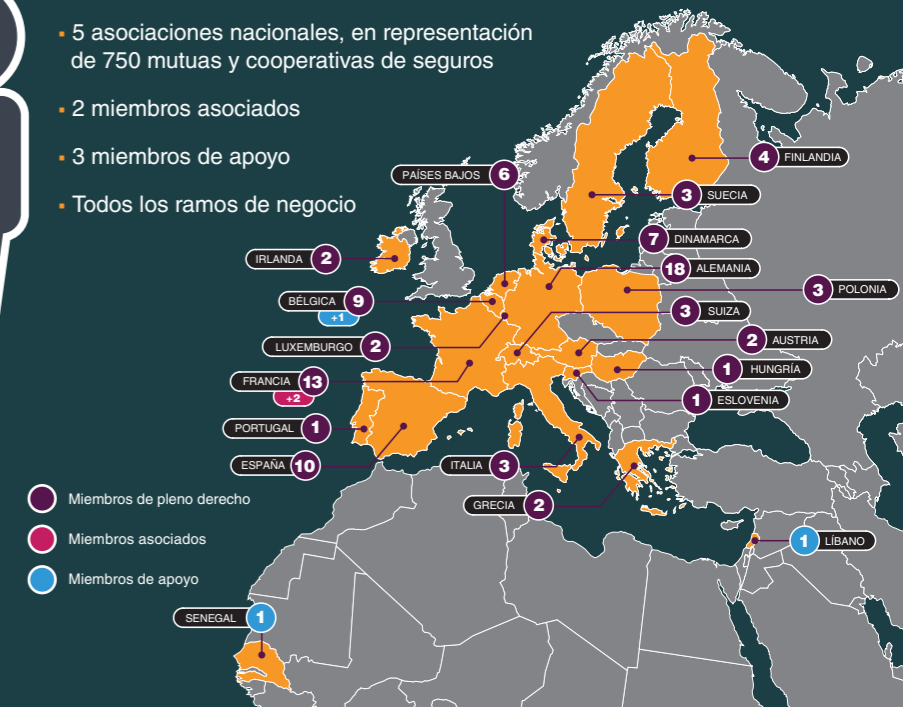 ▪ 5 asociaciones nacionales, en representación
de 750 mutuas y cooperativas de seguros
▪ 2 miembros asociados
▪ 3 miembros de apoyo
▪ Todos los ramos de negocio
PAÍSES BAJOS 6
4 FINLANDIA
3 SUECIA
7 DINAMARCA
IRLANDA 2
18 ALEMANIA
3 POLONIA
BÉLGICA 9
+1
3 SUIZA
LUXEMBURGO 2
2 AUSTRIA
1 HUNGRÍA
FRANCIA 13
+2
1 ESLOVENIA
PORTUGAL 1
ESPAÑA 10
ITALIA 3
GRECIA 2
Miembros de pleno derecho
Miembros asociados
Miembros de apoyo
1 LÍBANO
SENEGAL 1